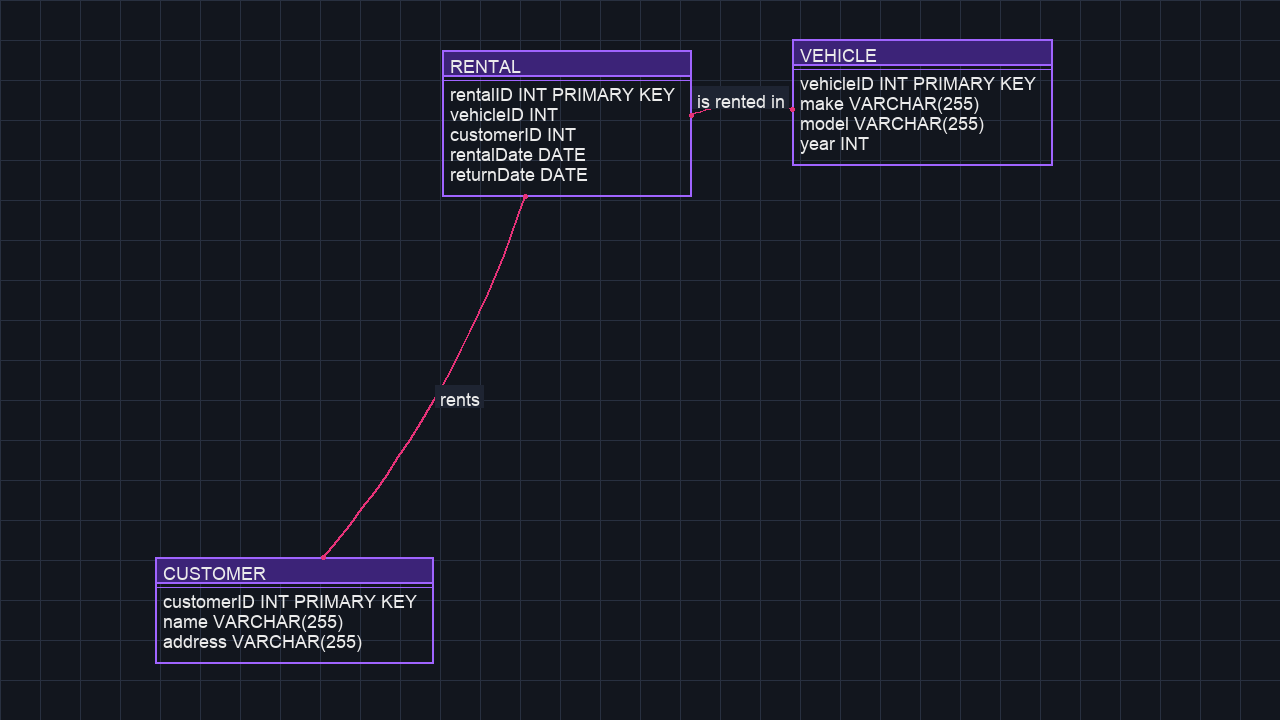 RENTAL
rentalID INT PRIMARY KEY
vehicleID INT
customerID INT
rentalDate DATE
returnDate DATE
is rented in
VEHICLE
vehicleID INT PRIMARY KEY
make VARCHAR(255)
model VARCHAR(255)
year INT
rents
CUSTOMER
customerID INT PRIMARY KEY
name VARCHAR(255)
address VARCHAR(255)